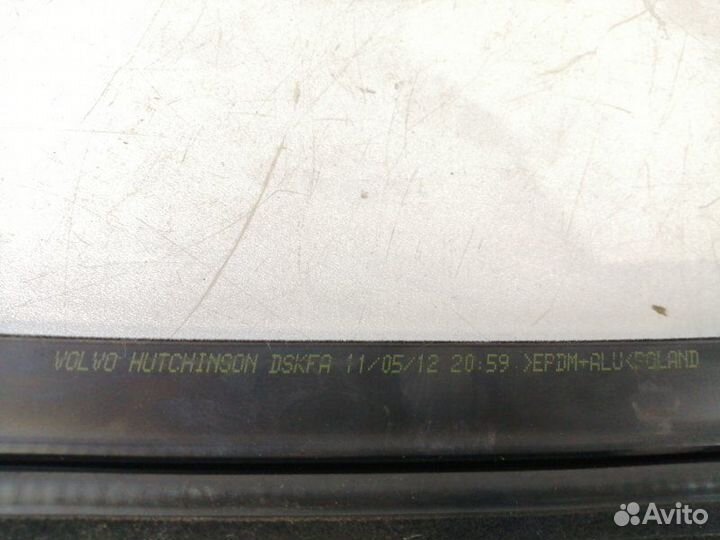 VOLVO HUTCHINSON DSKFA 11/05/12 20:59 >EPDM+ALU<POLAND
Avito